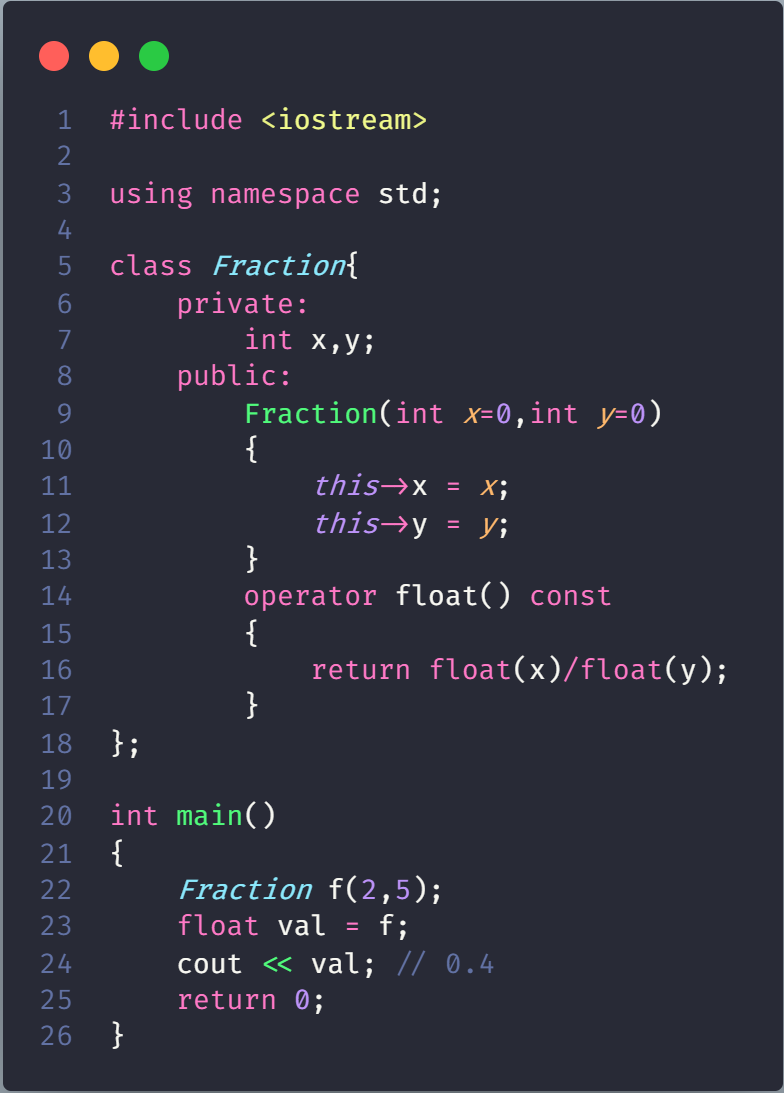 1 #include <iostream>
2
3 using namespace std;
4
5 class Fraction{
6     private:
7         int x,y;
8     public:
9         Fraction(int x=0,int y=0)
10         {
11             this->x = x;
12             this->y = y;
13         }
14         operator float() const
15         {
16             return float(x)/float(y);
17         }
18 };
19
20 int main()
21 {
22     Fraction f(2,5);
23     float val = f;
24     cout << val; // 0.4
25     return 0;
26 }